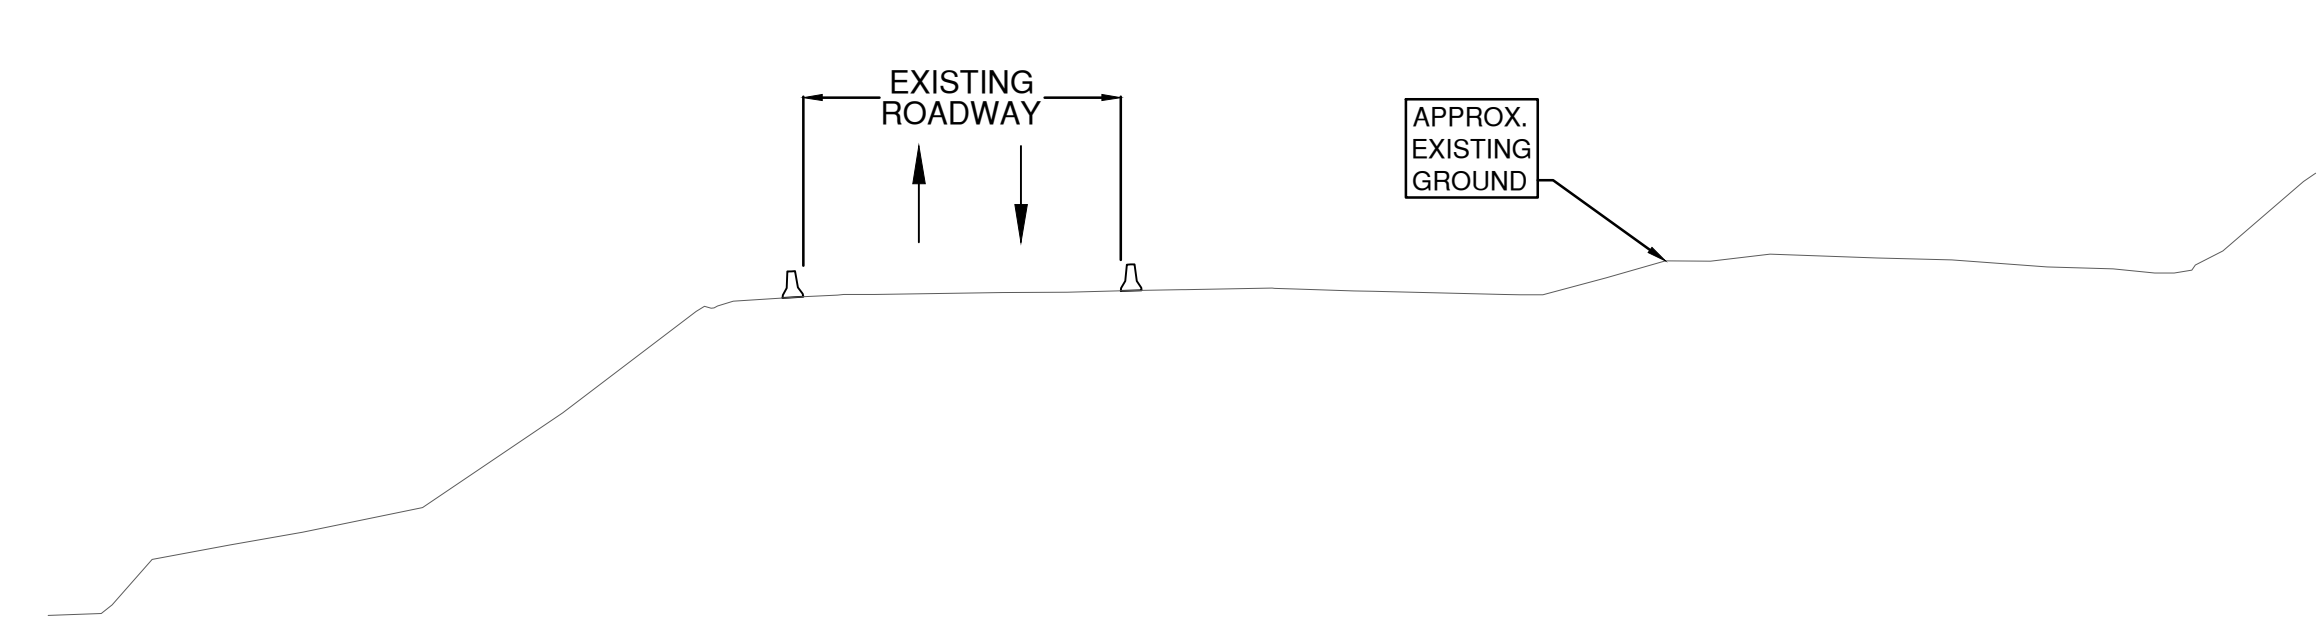 EXISTING
ROADWAY
APPROX.
EXISTING
GROUND